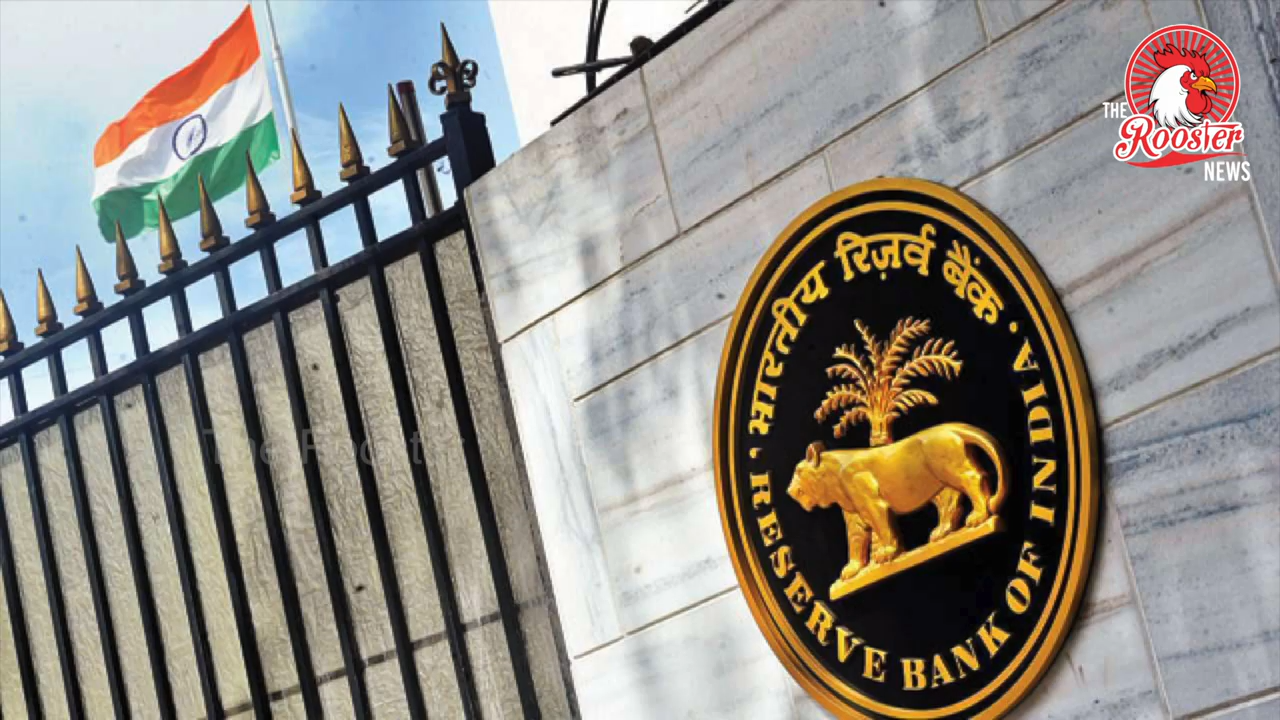 THE
Rooster
NEWS
भारतीय रिज़र्व बैंक
RESERVE BANK OF INDIA